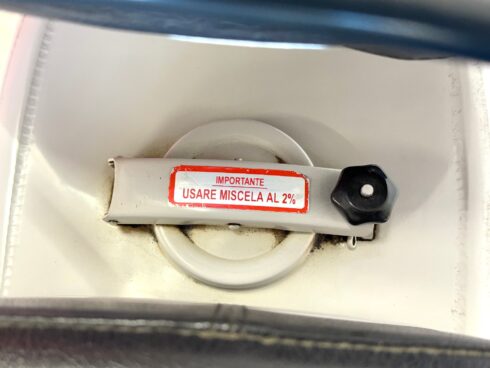 IMPORTANTE
USARE MISCELA AL 2%